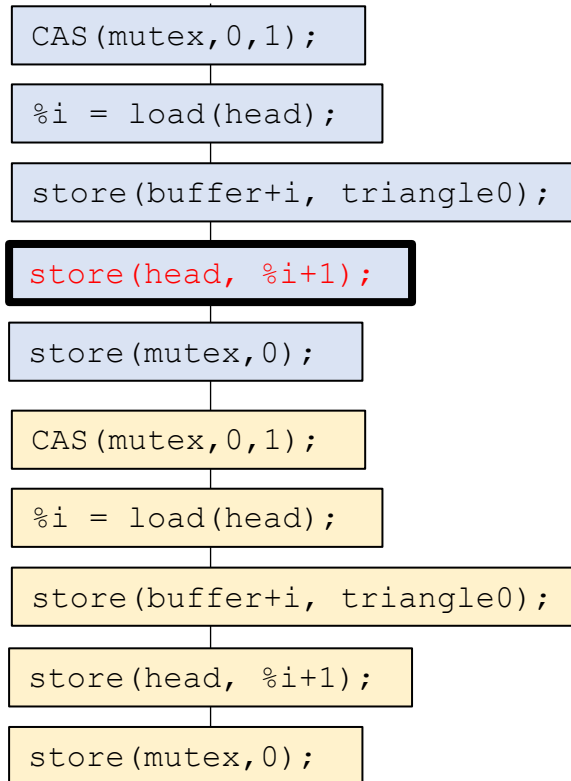 CAS(mutex,0,1);
%i = load(head);
store(buffer+i, triangle0);
store(head, %i+1);
store(mutex,0);
CAS(mutex,0,1);
%i = load(head);
store(buffer+i, triangle0);
store(head, %i+1);
store(mutex,0);